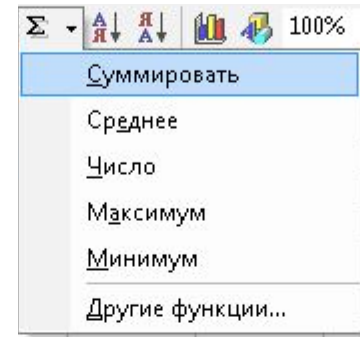 Σ А Я Я А 100%
Суммировать
Среднее
Число
Максимум
Минимум
Другие функции...